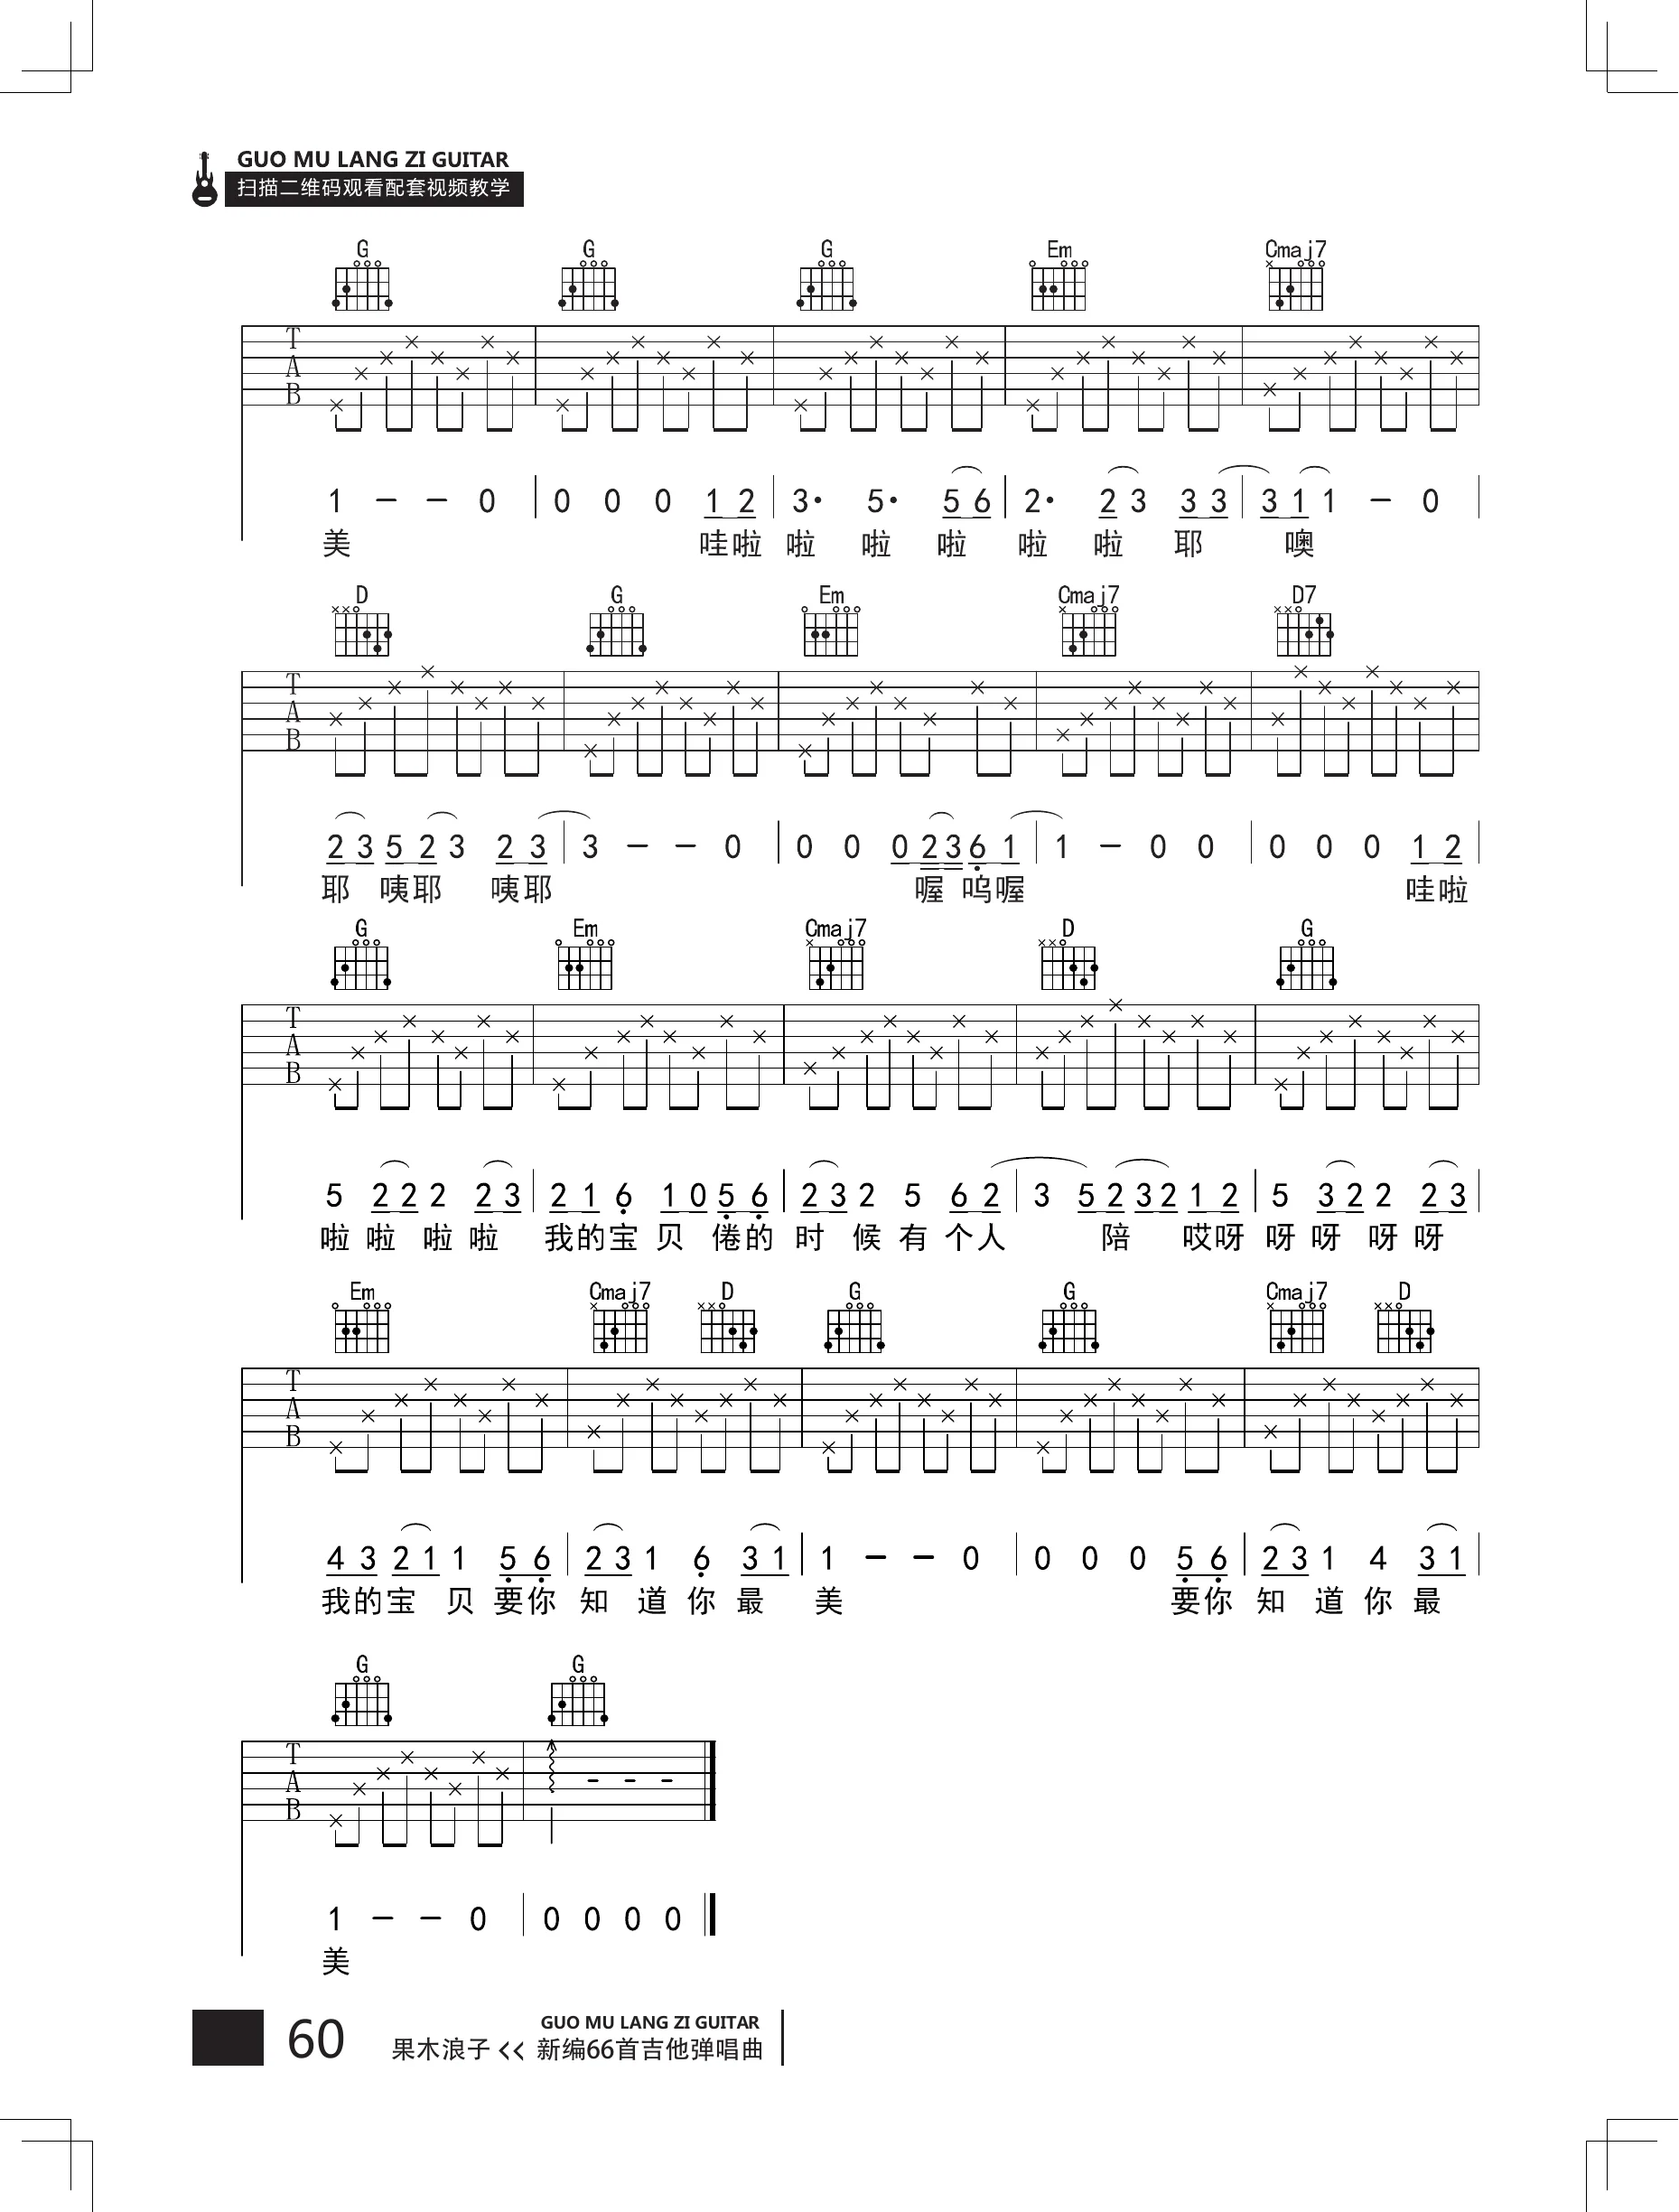 GUO MU LANG ZI GUITAR
扫描二维码观看配套视频教学
G G G Em Cmaj7
T
A
B
1 – – 0 0 0 0 1 2 3· 5· 5 6 2· 2 3 3 3 3 1 1 – 0
美 哇啦 啦 啦 啦 啦 啦 耶 噢
D G Em Cmaj7 D7
T
A
B
2 3 5 2 3 2 3 3 – – 0 0 0 0 2 3 6 1 1 – 0 0 0 0 0 1 2
耶 咦耶 咦耶 喔 呜喔 哇啦
G Em Cmaj7 D G
T
A
B
5 2 2 2 2 3 2 1 6 1 0 5 6 2 3 2 5 6 2 3 5 2 3 2 1 2 5 3 2 2 2 3
啦 啦 啦 啦 我的宝 贝 倦的 时 候 有 个人 陪 哎呀 呀 呀 呀 呀
Em Cmaj7 D G G Cmaj7 D
T
A
B
4 3 2 1 1 5 6 2 3 1 6 3 1 1 – – 0 0 0 0 5 6 2 3 1 4 3 1
我的宝 贝 要你 知 道 你 最 美 要你 知 道 你 最
G G
T
A
B
1 – – 0 0 0 0 0
美
60
GUO MU LANG ZI GUITAR
果木浪子 << 新编66首吉他弹唱曲